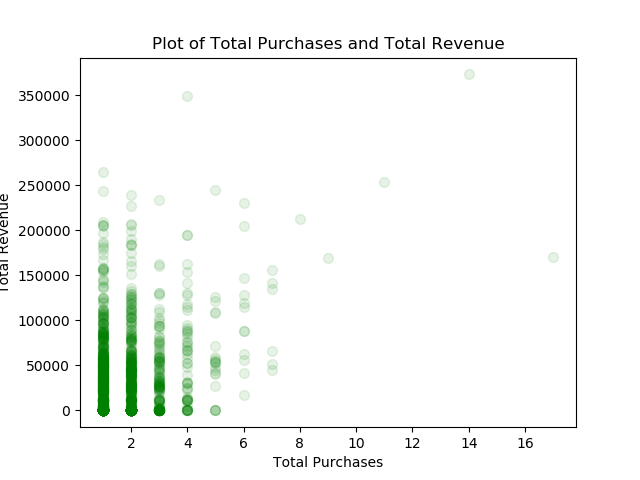 Plot of Total Purchases and Total Revenue
350000
300000
250000
200000
150000
100000
50000
0
Total Revenue
2 4 6 8 10 12 14 16
Total Purchases